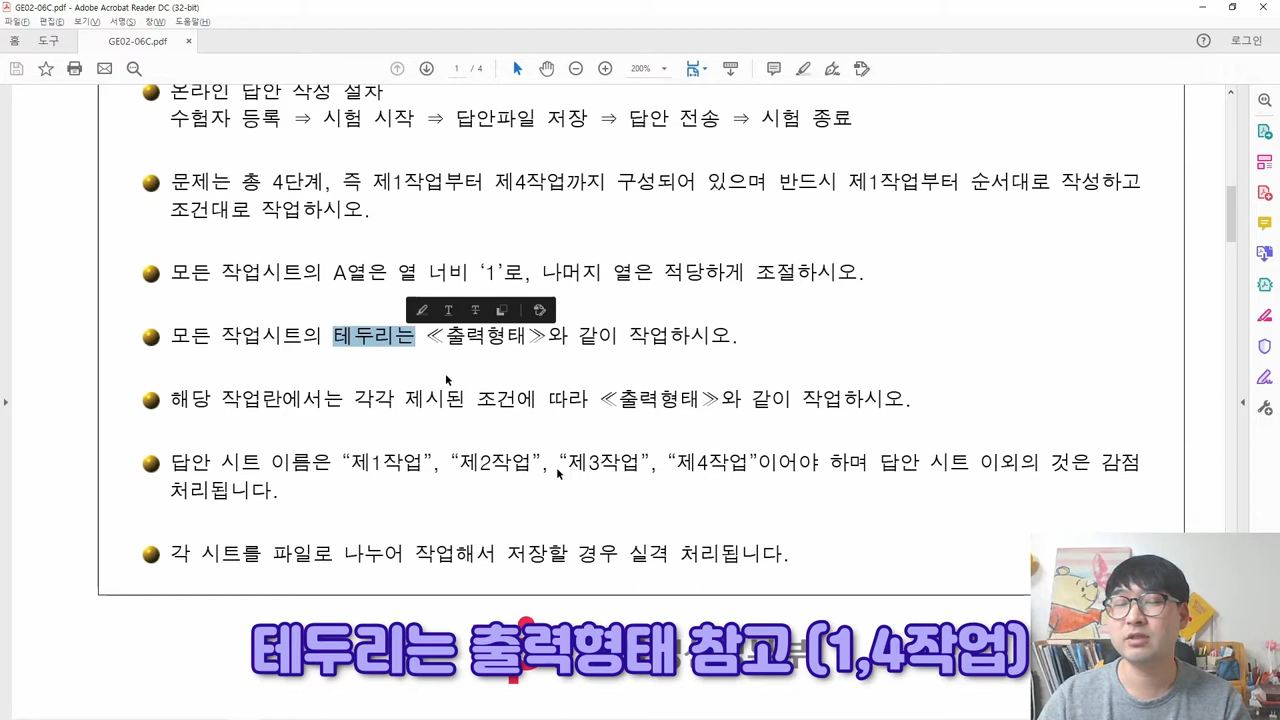 GE02-06C.pdf - Adobe Acrobat Reader DC (32-bit)
파일(F) 편집(E) 보기(V) 서명(S) 창(W) 도움말(H)
홈 도구 GE02-06C.pdf × 로그인
1 / 4 200%
온라인 답안 작성 절차
수험자 등록 ⇒ 시험 시작 ⇒ 답안파일 저장 ⇒ 답안 전송 ⇒ 시험 종료
문제는 총 4단계, 즉 제1작업부터 제4작업까지 구성되어 있으며 반드시 제1작업부터 순서대로 작성하고
조건대로 작업하시오.
모든 작업시트의 A열은 열 너비 ‘1’로, 나머지 열은 적당하게 조절하시오.
모든 작업시트의 테두리는 ≪출력형태≫와 같이 작업하시오.
해당 작업란에서는 각각 제시된 조건에 따라 ≪출력형태≫와 같이 작업하시오.
답안 시트 이름은 “제1작업”, “제2작업”, “제3작업”, “제4작업”이어야 하며 답안 시트 이외의 것은 감점
처리됩니다.
각 시트를 파일로 나누어 작업해서 저장할 경우 실격 처리됩니다.
테두리는 출력형태 참고 (1,4작업)